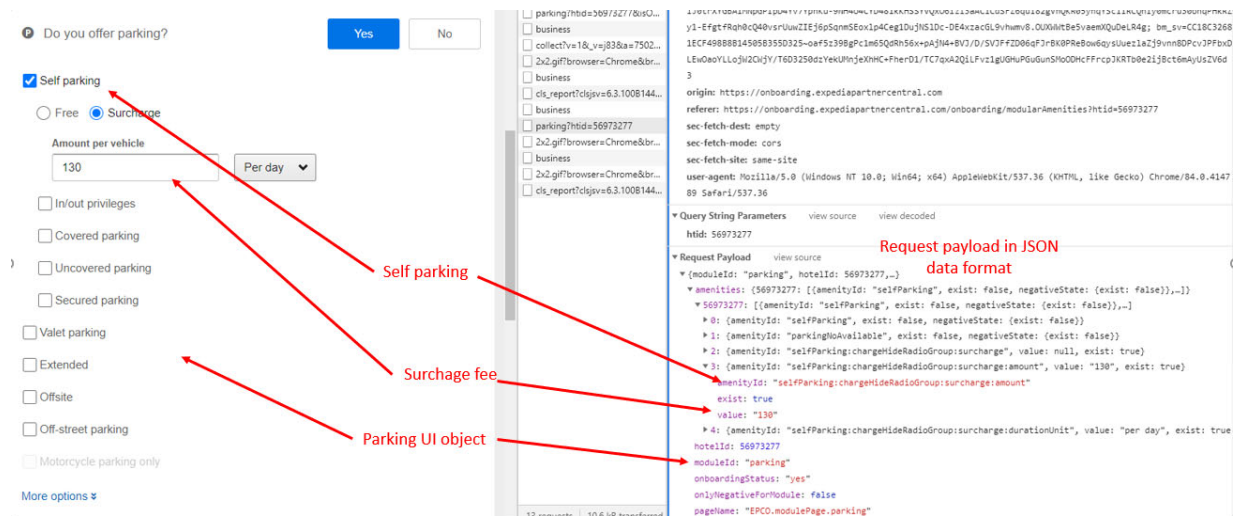 Do you offer parking?
Yes
No
Self parking
Free
Surcharge
Amount per vehicle
130
Per day
In/out privileges
Covered parking
Uncovered parking
Secured parking
Valet parking
Extended
Offsite
Off-street parking
Motorcycle parking only
More options
Self parking
Surchage fee
Parking UI object
parking?htid=56973277&isO...
business
collect?v=1&_v=j83&a=7502...
2x2.gif?browser=Chrome&br...
business
cls_report?clsjsv=6.3.100B144...
business
parking?htid=56973277
2x2.gif?browser=Chrome&br...
business
2x2.gif?browser=Chrome&br...
cls_report?clsjsv=6.3.100B144...
13 requests
10.6 kB transferred
3
origin: https://onboarding.expediapartnercentral.com
referer: https://onboarding.expediapartnercentral.com/onboarding/modularAmenities?htid=56973277
sec-fetch-dest: empty
sec-fetch-mode: cors
sec-fetch-site: same-site
user-agent: Mozilla/5.0 (Windows NT 10.0; Win64; x64) AppleWebKit/537.36 (KHTML, like Gecko) Chrome/84.0.4147
89 Safari/537.36
Query String Parameters view source view decoded
htid: 56973277
Request payload in JSON
data format
Request Payload view source
{moduleId: "parking", hotelId: 56973277,…}
amenities: {56973277: [{amenityId: "selfParking", exist: false, negativeState: {exist: false}},…]}
56973277: [{amenityId: "selfParking", exist: false, negativeState: {exist: false}},…]
0: {amenityId: "selfParking", exist: false, negativeState: {exist: false}}
1: {amenityId: "parkingNoAvailable", exist: false, negativeState: {exist: false}}
2: {amenityId: "selfParking:chargeHideRadioGroup:surcharge", value: null, exist: true}
3: {amenityId: "selfParking:chargeHideRadioGroup:surcharge:amount", value: "130", exist: true}
amenityId: "selfParking:chargeHideRadioGroup:surcharge:amount"
exist: true
value: "130"
4: {amenityId: "selfParking:chargeHideRadioGroup:surcharge:durationUnit", value: "per day", exist: true
hotelId: 56973277
moduleId: "parking"
onboardingStatus: "yes"
onlyNegativeForModule: false
pageName: "EPCO.modulePage.parking"